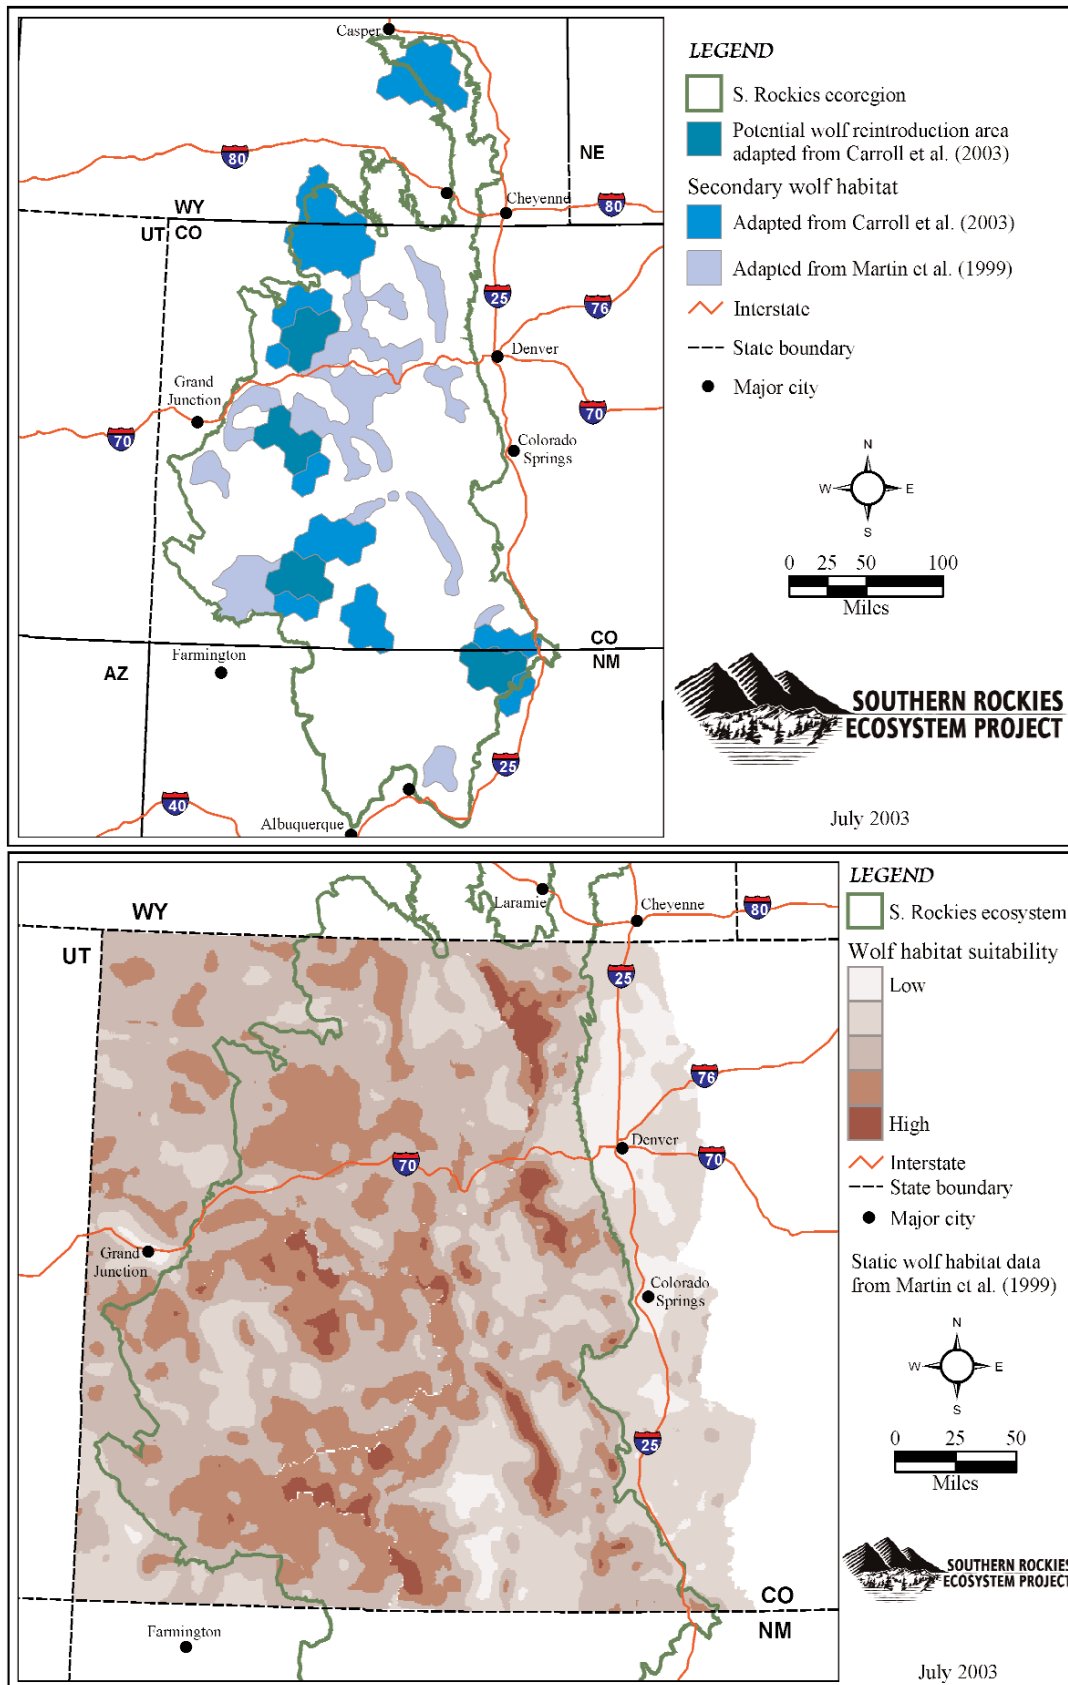 Casper
80
NE
Cheyenne
80
WY
UT
CO
25
76
Denver
Grand
Junction
70
70
Colorado
Springs
CO
NM
AZ
Farmington
25
40
Albuquerque
LEGEND
S. Rockies ecoregion
Potential wolf reintroduction area
adapted from Carroll et al. (2003)
Secondary wolf habitat
Adapted from Carroll et al. (2003)
Adapted from Martin et al. (1999)
Interstate
State boundary
Major city
N
W E
S
0 25 50 100
Miles
SOUTHERN ROCKIES
ECOSYSTEM PROJECT
July 2003
WY
Laramie
Cheyenne
80
UT
25
76
Denver
70
70
Grand
Junction
Colorado
Springs
25
CO
NM
Farmington
LEGEND
S. Rockies ecosystem
Wolf habitat suitability
Low
High
Interstate
State boundary
Major city
Static wolf habitat data
from Martin et al. (1999)
N
W E
S
0 25 50
Miles
SOUTHERN ROCKIES
ECOSYSTEM PROJECT
July 2003